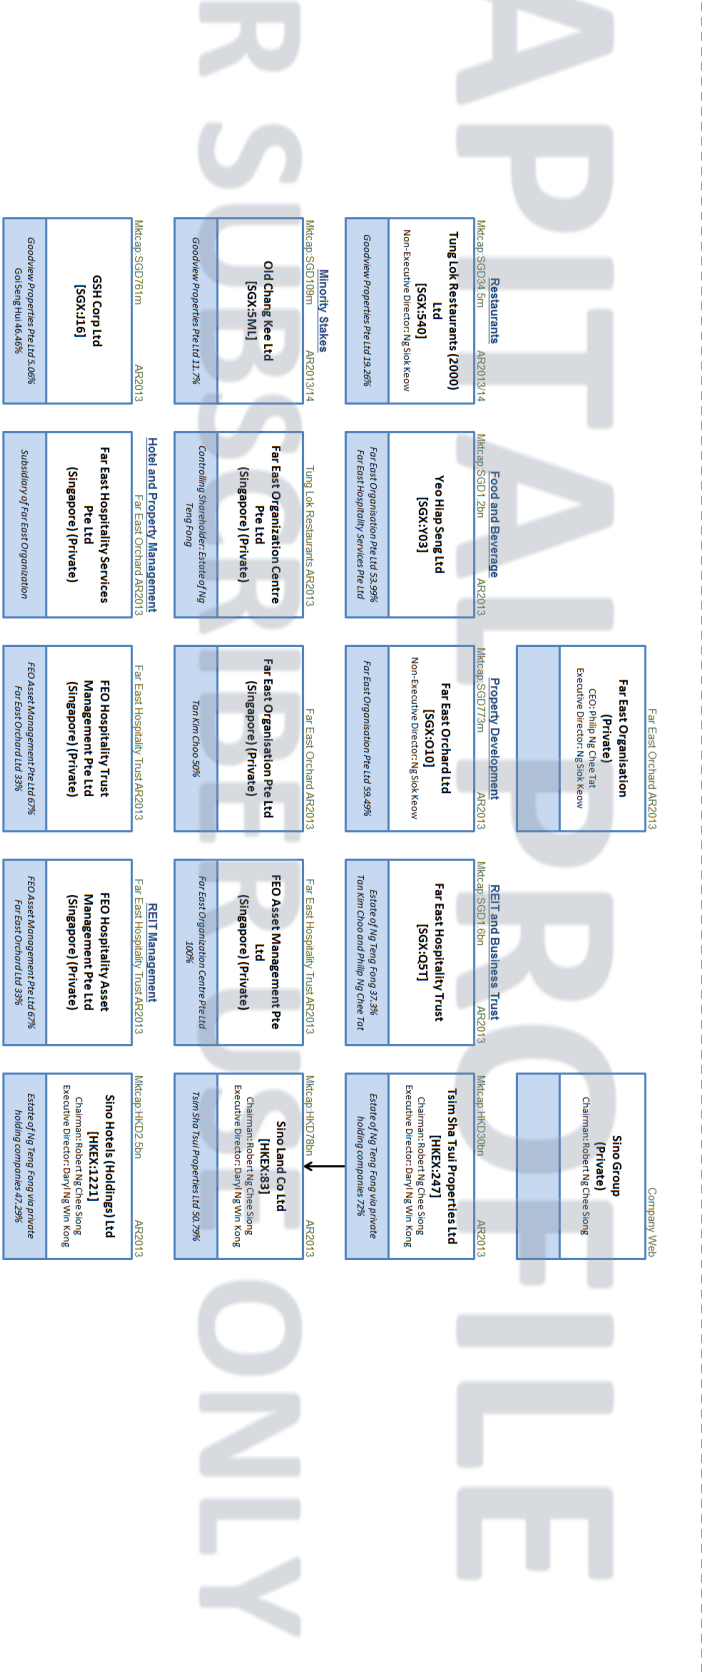 CAPITAL PROFILE
R SUBSCRIBER USE ONLY
Far East Orchard AR2013
Far East Organisation
(Private)
CEO: Philip Ng Chee Tat
Executive Director: Ng Siok Keow
Company Web
Sino Group
(Private)
Chairman: Robert Ng Chee Siong
Restaurants
Mktcap:SGD34.5m AR2013/14
Tung Lok Restaurants (2000)
Ltd
[SGX:540]
Non-Executive Director: Ng Siok Keow
Goodview Properties Pte Ltd 19.26%
Food and Beverage
Mktcap:SGD1.2bn AR2013
Yeo Hiap Seng Ltd
[SGX:Y03]
Far East Organisation Pte Ltd 53.99%
Far East Hospitality Services Pte Ltd
Property Development
Mktcap:SGD773m AR2013
Far East Orchard Ltd
[SGX:O10]
Non-Executive Director: Ng Siok Keow
Far East Organisation Pte Ltd 59.49%
REIT and Business Trust
Mktcap:SGD1.6bn AR2013
Far East Hospitality Trust
[SGX:Q5T]
Estate of Ng Teng Fong 37.3%
Tan Kim Choo and Philip Ng Chee Tat
Mktcap:HKD30bn AR2013
Tsim Sha Tsui Properties Ltd
[HKEX:247]
Chairman: Robert Ng Chee Siong
Executive Director: Daryl Ng Win Kong
Estate of Ng Teng Fong via private
holding companies 72%
Minority Stakes
Mktcap:SGD109m AR2013/14
Old Chang Kee Ltd
[SGX:5ML]
Goodview Properties Pte Ltd 11.7%
Tung Lok Restaurants AR2013
Far East Organization Centre
Pte Ltd
(Singapore) (Private)
Controlling Shareholder: Estate of Ng
Teng Fong
Far East Orchard AR2013
Far East Organisation Pte Ltd
(Singapore) (Private)
Tan Kim Choo 50%
Far East Hospitality Trust AR2013
FEO Asset Management Pte
Ltd
(Singapore) (Private)
Far East Organization Centre Pte Ltd
100%
Mktcap:HKD78bn AR2013
Sino Land Co Ltd
[HKEX:83]
Chairman: Robert Ng Chee Siong
Executive Director: Daryl Ng Win Kong
Tsim Sha Tsui Properties Ltd 50.79%
Mktcap:SGD761m AR2013
GSH Corp Ltd
[SGX:J16]
Goodview Properties Pte Ltd 5.06%
Goi Seng Hui 46.46%
Hotel and Property Management
Far East Orchard AR2013
Far East Hospitality Services
Pte Ltd
(Singapore) (Private)
Subsidiary of Far East Organization
Far East Hospitality Trust AR2013
FEO Hospitality Trust
Management Pte Ltd
(Singapore) (Private)
FEO Asset Management Pte Ltd 67%
Far East Orchard Ltd 33%
REIT Management
Far East Hospitality Trust AR2013
FEO Hospitality Asset
Management Pte Ltd
(Singapore) (Private)
FEO Asset Management Pte Ltd 67%
Far East Orchard Ltd 33%
Mktcap:HKD2.5bn AR2013
Sino Hotels (Holdings) Ltd
[HKEX:1221]
Chairman: Robert Ng Chee Siong
Executive Director: Daryl Ng Win Kong
Estate of Ng Teng Fong via private
holding companies 47.29%